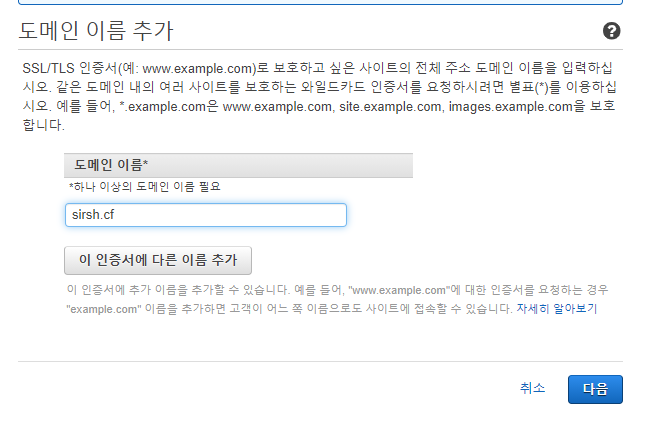 도메인 이름 추가
SSL/TLS 인증서(예: www.example.com)로 보호하고 싶은 사이트의 전체 주소 도메인 이름을 입력하십
시오. 같은 도메인 내의 여러 사이트를 보호하는 와일드카드 인증서를 요청하시려면 별표(*)를 이용하십
시오. 예를 들어, *.example.com은 www.example.com, site.example.com, images.example.com을 보호
합니다.
도메인 이름*
*하나 이상의 도메인 이름 필요
sirsh.cf
이 인증서에 다른 이름 추가
이 인증서에 추가 이름을 추가할 수 있습니다. 예를 들어, "www.example.com"에 대한 인증서를 요청하는 경우
"example.com" 이름을 추가하면 고객이 어느 쪽 이름으로도 사이트에 접속할 수 있습니다. 자세히 알아보기
취소 다음